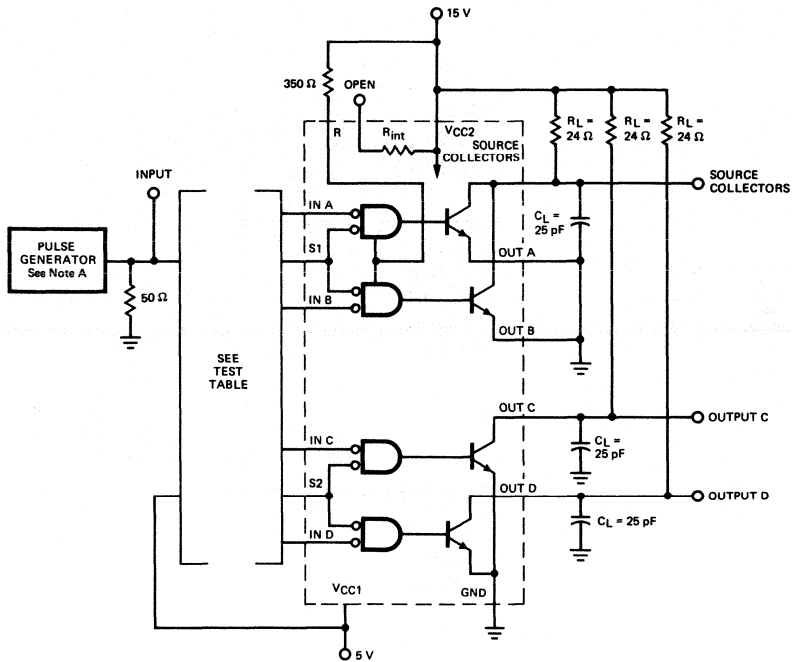 15 V
350 Ω
OPEN
R
Rint
VCC2
SOURCE
COLLECTORS
RL =
24 Ω
RL =
24 Ω
RL =
24 Ω
INPUT
SOURCE
COLLECTORS
IN A
CL =
25 pF
PULSE
GENERATOR
See Note A
S1
OUT A
50 Ω
IN B
OUT B
SEE
TEST
TABLE
OUT C
OUTPUT C
IN C
CL =
25 pF
S2
OUT D
OUTPUT D
CL = 25 pF
IN D
VCC1
GND
5 V